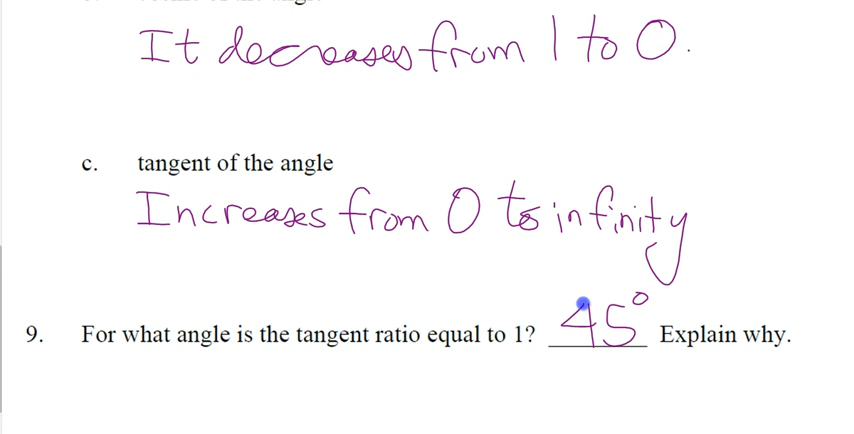 It decreases from 1 to 0.
c. tangent of the angle
Increases from 0 to infinity
9. For what angle is the tangent ratio equal to 1? 45° Explain why.